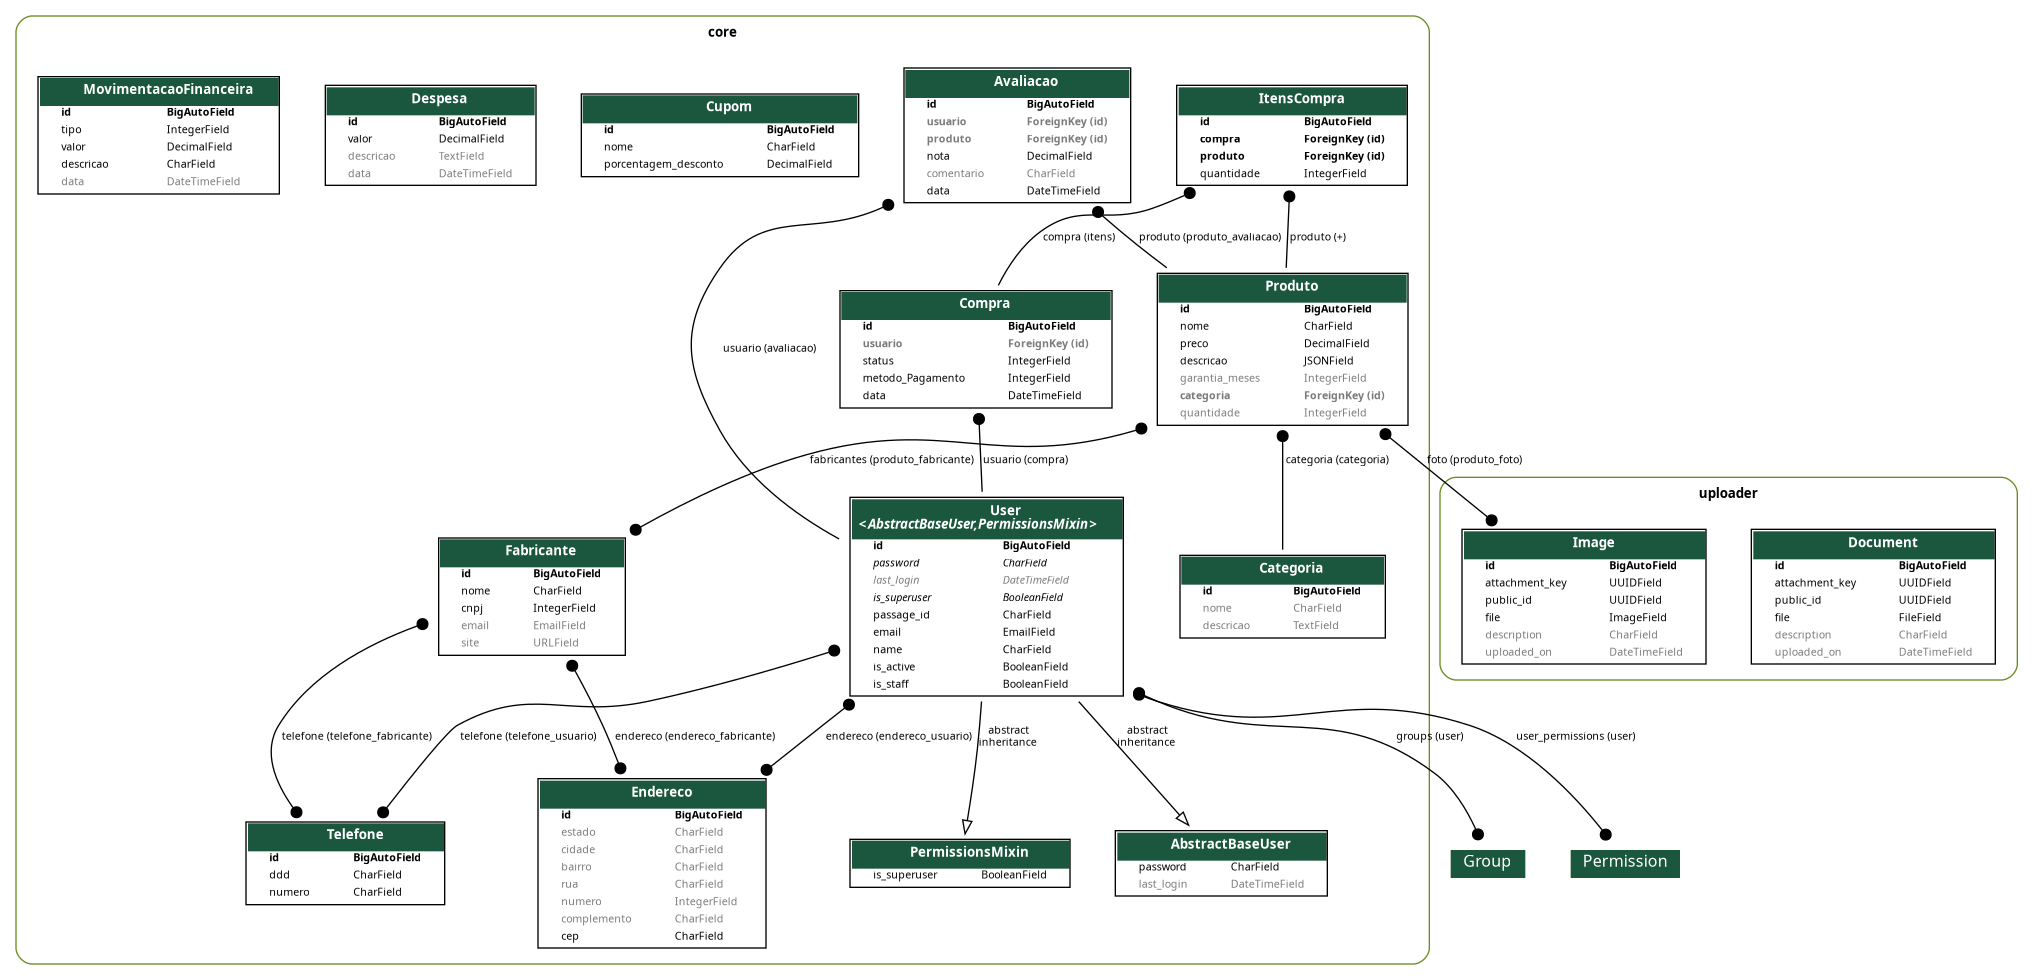 core
MovimentacaoFinanceira
id BigAutoField
tipo IntegerField
valor DecimalField
descricao CharField
data DateTimeField
Despesa
id BigAutoField
valor DecimalField
descricao TextField
data DateTimeField
Cupom
id BigAutoField
nome CharField
porcentagem_desconto DecimalField
Avaliacao
id BigAutoField
usuario ForeignKey (id)
produto ForeignKey (id)
nota DecimalField
comentario CharField
data DateTimeField
ItensCompra
id BigAutoField
compra ForeignKey (id)
produto ForeignKey (id)
quantidade IntegerField
compra (itens)
produto (produto_avaliacao)
produto (+)
usuario (avaliacao)
Compra
id BigAutoField
usuario ForeignKey (id)
status IntegerField
metodo_Pagamento IntegerField
data DateTimeField
Produto
id BigAutoField
nome CharField
preco DecimalField
descricao JSONField
garantia_meses IntegerField
categoria ForeignKey (id)
quantidade IntegerField
fabricantes (produto_fabricante)
usuario (compra)
categoria (categoria)
foto (produto_foto)
uploader
Fabricante
id BigAutoField
nome CharField
cnpj IntegerField
email EmailField
site URLField
User
<AbstractBaseUser,PermissionsMixin>
id BigAutoField
password CharField
last_login DateTimeField
is_superuser BooleanField
passage_id CharField
email EmailField
name CharField
is_active BooleanField
is_staff BooleanField
Categoria
id BigAutoField
nome CharField
descricao TextField
Image
id BigAutoField
attachment_key UUIDField
public_id UUIDField
file ImageField
description CharField
uploaded_on DateTimeField
Document
id BigAutoField
attachment_key UUIDField
public_id UUIDField
file FileField
description CharField
uploaded_on DateTimeField
telefone (telefone_fabricante)
telefone (telefone_usuario)
endereco (endereco_fabricante)
endereco (endereco_usuario)
abstract
inheritance
abstract
inheritance
groups (user)
user_permissions (user)
Telefone
id BigAutoField
ddd CharField
numero CharField
Endereco
id BigAutoField
estado CharField
cidade CharField
bairro CharField
rua CharField
numero IntegerField
complemento CharField
cep CharField
PermissionsMixin
is_superuser BooleanField
AbstractBaseUser
password CharField
last_login DateTimeField
Group
Permission